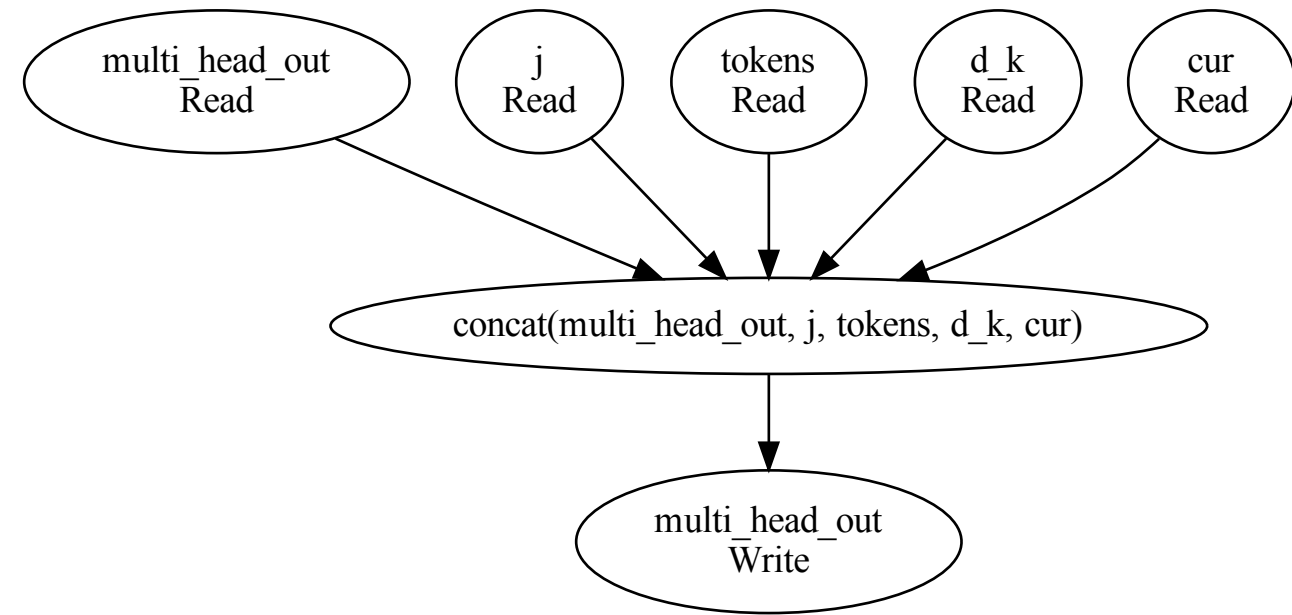 multi_head_out
Read
j
Read
tokens
Read
d_k
Read
cur
Read
concat(multi_head_out, j, tokens, d_k, cur)
multi_head_out
Write